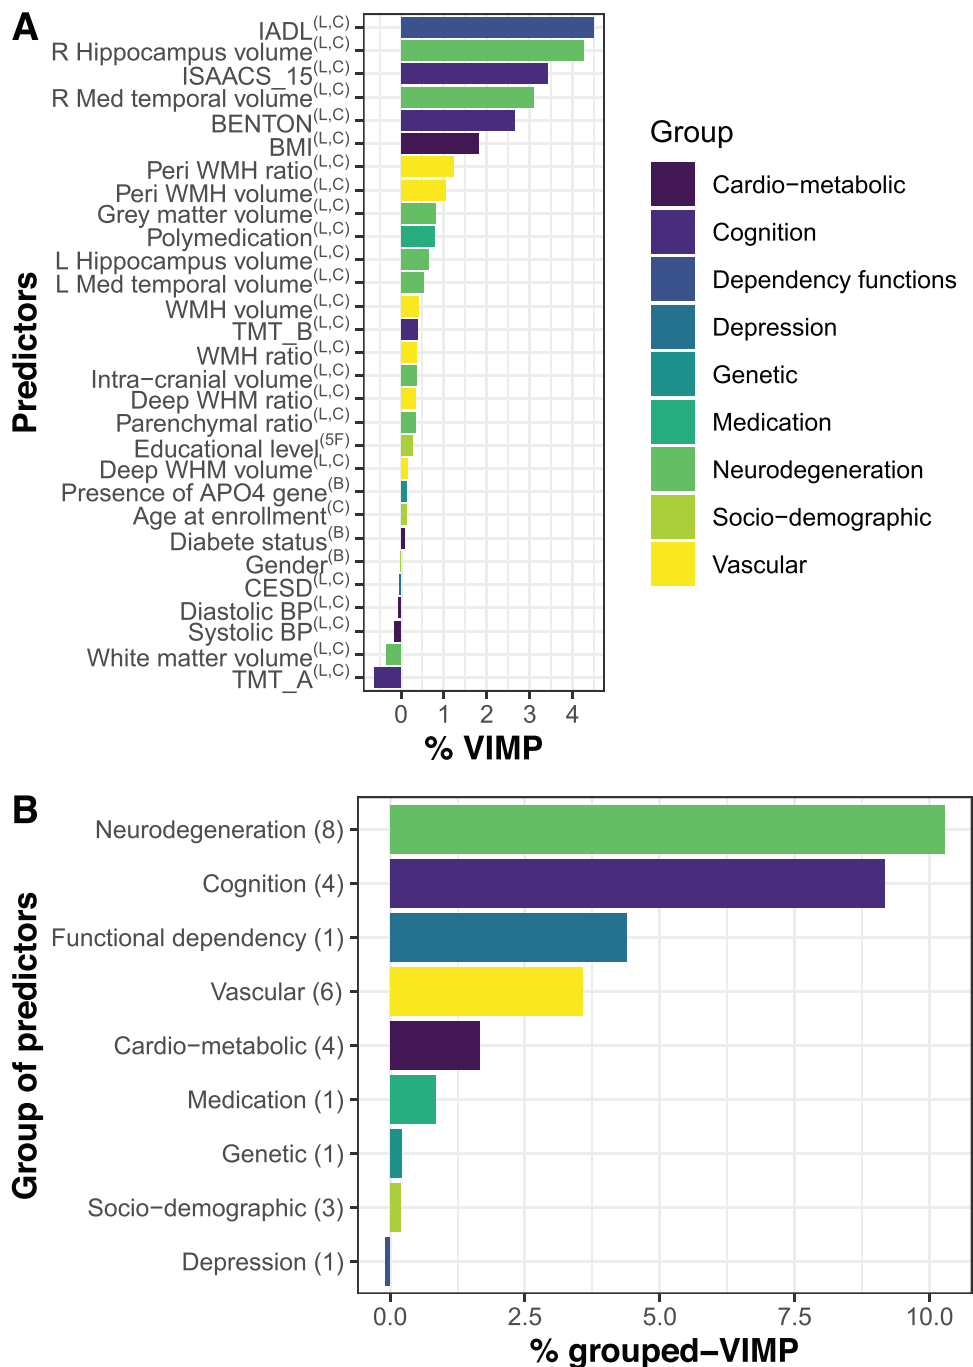 A
IADL(L,C)
R Hippocampus volume(L,C)
ISAACS_15(L,C)
R Med temporal volume(L,C)
BENTON(L,C)
BMI(L,C)
Peri WMH ratio(L,C)
Peri WMH volume(L,C)
Grey matter volume(L,C)
Polymedication(L,C)
L Hippocampus volume(L,C)
L Med temporal volume(L,C)
WMH volume(L,C)
TMT_B(L,C)
WMH ratio(L,C)
Intra−cranial volume(L,C)
Deep WHM ratio(L,C)
Parenchymal ratio(L,C)
Educational level(5F)
Deep WHM volume(L,C)
Presence of APO4 gene(B)
Age at enrollment(C)
Diabete status(B)
Gender(B)
CESD(L,C)
Diastolic BP(L,C)
Systolic BP(L,C)
White matter volume(L,C)
TMT_A(L,C)
Predictors
0 1 2 3 4
% VIMP
Group
Cardio−metabolic
Cognition
Dependency functions
Depression
Genetic
Medication
Neurodegeneration
Socio−demographic
Vascular
B
Neurodegeneration (8)
Cognition (4)
Functional dependency (1)
Vascular (6)
Cardio−metabolic (4)
Medication (1)
Genetic (1)
Socio−demographic (3)
Depression (1)
Group of predictors
0.0 2.5 5.0 7.5 10.0
% grouped−VIMP